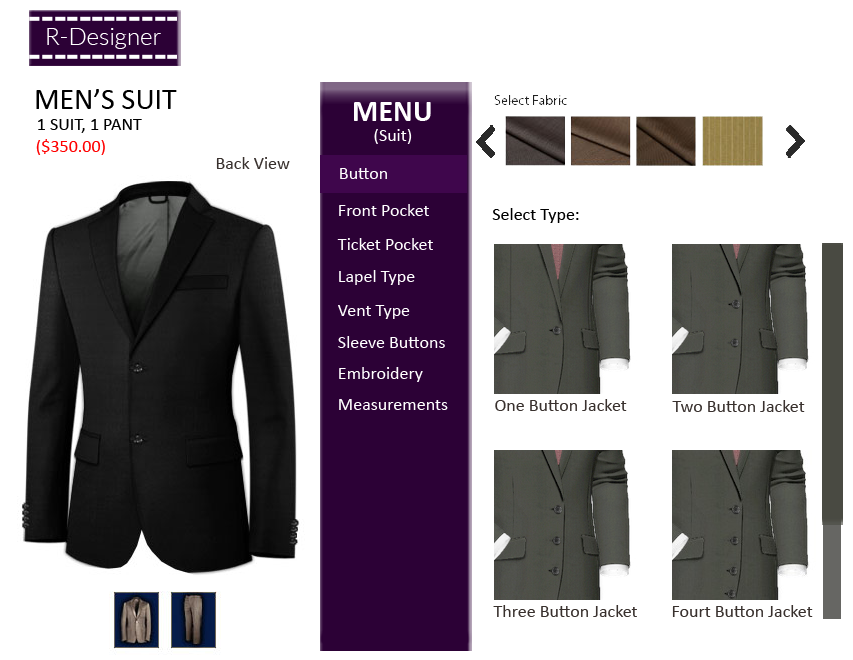 R-Designer
MEN’S SUIT
1 SUIT, 1 PANT
($350.00)
Back View
MENU
(Suit)
Button
Front Pocket
Ticket Pocket
Lapel Type
Vent Type
Sleeve Buttons
Embroidery
Measurements
Select Fabric
Select Type:
One Button Jacket
Two Button Jacket
Three Button Jacket
Fourt Button Jacket